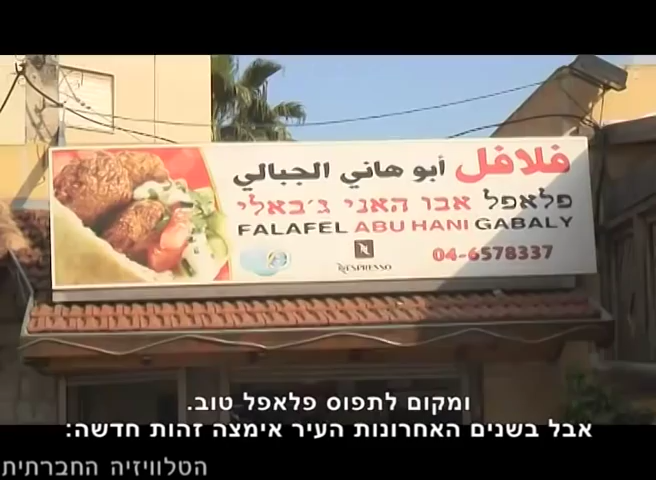 فلافل أبو هاني الجبالي
פלאפל אבו האני ג'באלי
FALAFEL ABU HANI GABALY
NESPRESSO
04-6578337
ומקום לתפוס פלאפל טוב.
אבל בשנים האחרונות העיר אימצה זהות חדשה:
הטלוויזיה החברתית